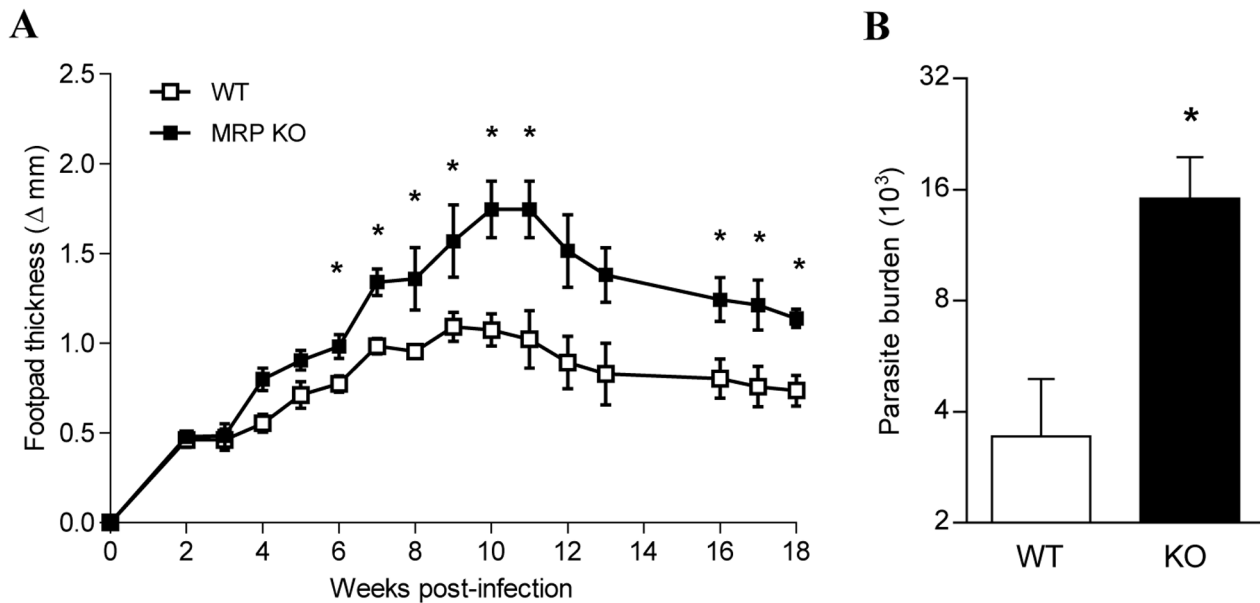 A
Footpad thickness (Δ mm)
2.5
2.0
1.5
1.0
0.5
0.0
WT
MRP KO
* * * * * * * * *
0 2 4 6 8 10 12 14 16 18
Weeks post-infection
B
Parasite burden (10³)
32
16
8
4
2
*
WT KO